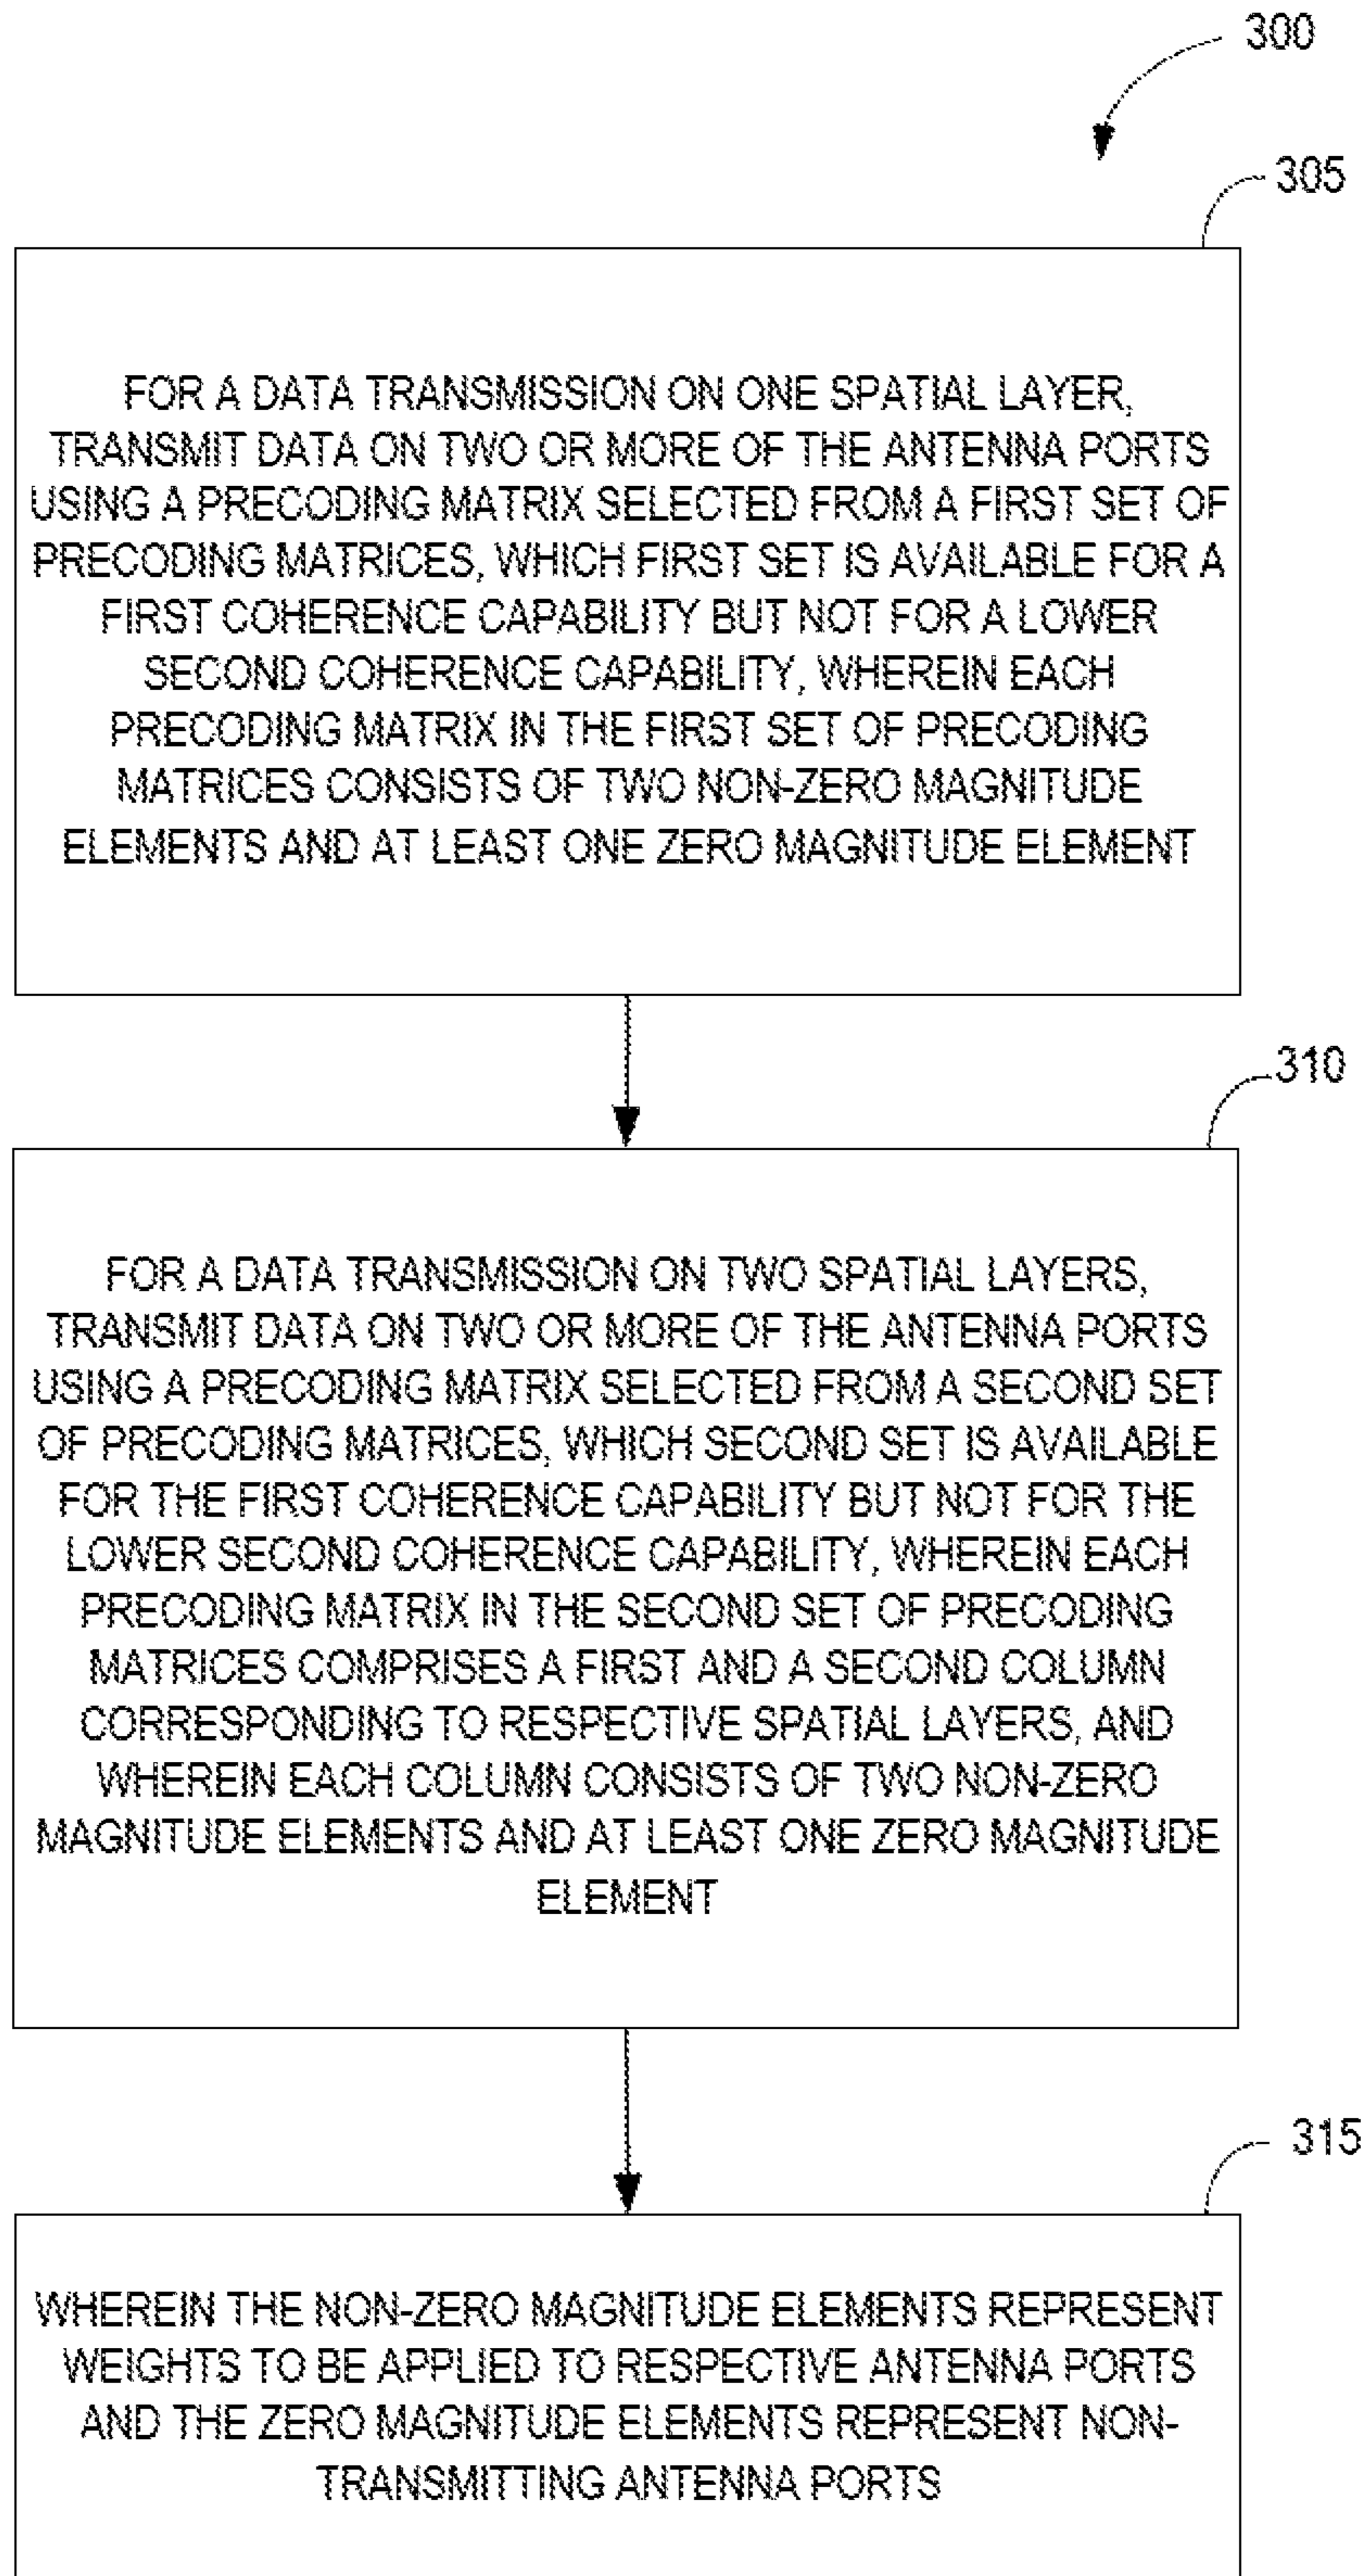 300
305
FOR A DATA TRANSMISSION ON ONE SPATIAL LAYER,
TRANSMIT DATA ON TWO OR MORE OF THE ANTENNA PORTS
USING A PRECODING MATRIX SELECTED FROM A FIRST SET OF
PRECODING MATRICES, WHICH FIRST SET IS AVAILABLE FOR A
FIRST COHERENCE CAPABILITY BUT NOT FOR A LOWER
SECOND COHERENCE CAPABILITY, WHEREIN EACH
PRECODING MATRIX IN THE FIRST SET OF PRECODING
MATRICES CONSISTS OF TWO NON-ZERO MAGNITUDE
ELEMENTS AND AT LEAST ONE ZERO MAGNITUDE ELEMENT
310
FOR A DATA TRANSMISSION ON TWO SPATIAL LAYERS,
TRANSMIT DATA ON TWO OR MORE OF THE ANTENNA PORTS
USING A PRECODING MATRIX SELECTED FROM A SECOND SET
OF PRECODING MATRICES, WHICH SECOND SET IS AVAILABLE
FOR THE FIRST COHERENCE CAPABILITY BUT NOT FOR THE
LOWER SECOND COHERENCE CAPABILITY, WHEREIN EACH
PRECODING MATRIX IN THE SECOND SET OF PRECODING
MATRICES COMPRISES A FIRST AND A SECOND COLUMN
CORRESPONDING TO RESPECTIVE SPATIAL LAYERS, AND
WHEREIN EACH COLUMN CONSISTS OF TWO NON-ZERO
MAGNITUDE ELEMENTS AND AT LEAST ONE ZERO MAGNITUDE
ELEMENT
315
WHEREIN THE NON-ZERO MAGNITUDE ELEMENTS REPRESENT
WEIGHTS TO BE APPLIED TO RESPECTIVE ANTENNA PORTS
AND THE ZERO MAGNITUDE ELEMENTS REPRESENT NON-
TRANSMITTING ANTENNA PORTS